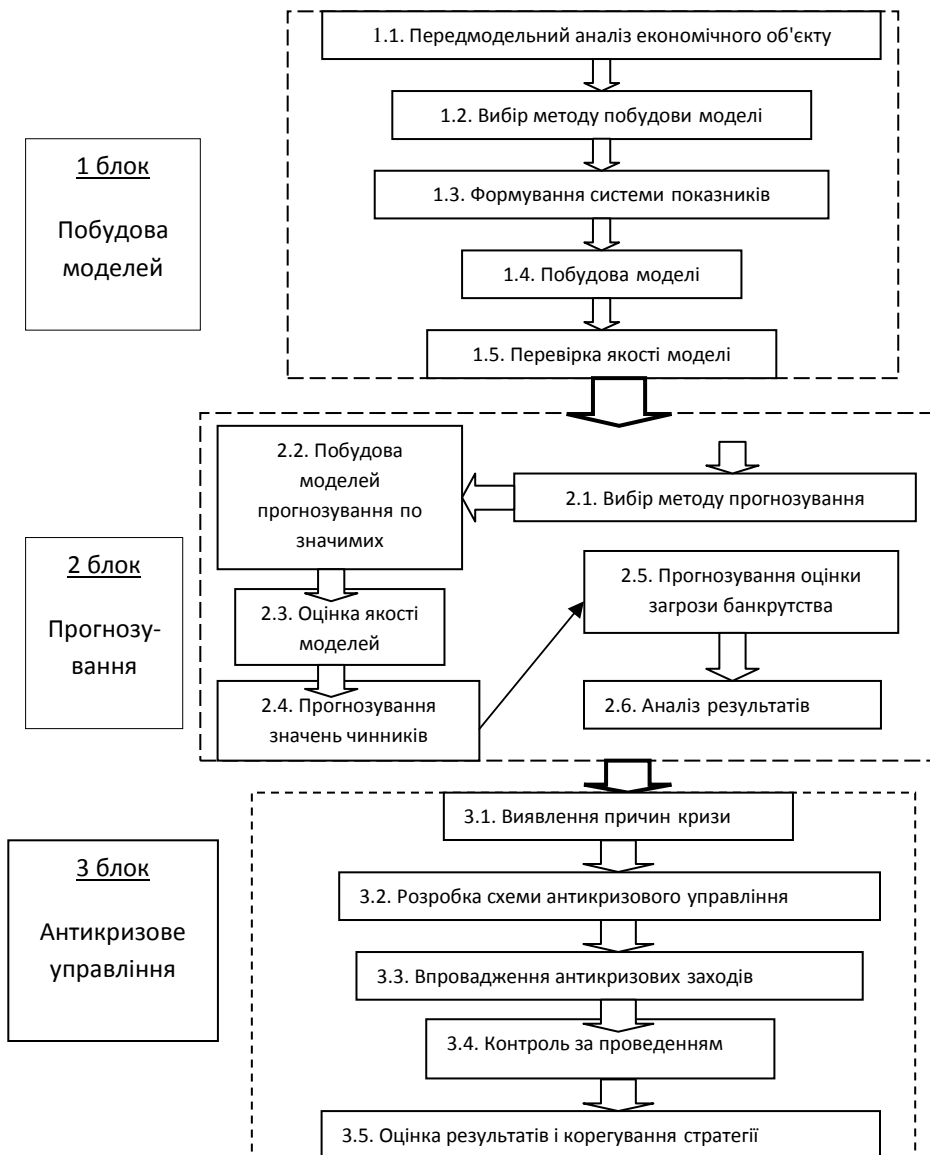 1.1. Передмодельний аналіз економічного об'єкту
1.2. Вибір методу побудови моделі
1 блок
Побудова
моделей
1.3. Формування системи показників
1.4. Побудова моделі
1.5. Перевірка якості моделі
2.2. Побудова
моделей
прогнозування по
значимих
2.1. Вибір методу прогнозування
2 блок
Прогнозу-
вання
2.3. Оцінка якості
моделей
2.4. Прогнозування
значень чинників
2.5. Прогнозування оцінки
загрози банкрутства
2.6. Аналіз результатів
3.1. Виявлення причин кризи
3 блок
Антикризове
управління
3.2. Розробка схеми антикризового управління
3.3. Впровадження антикризових заходів
3.4. Контроль за проведенням
3.5. Оцінка результатів і корегування стратегії